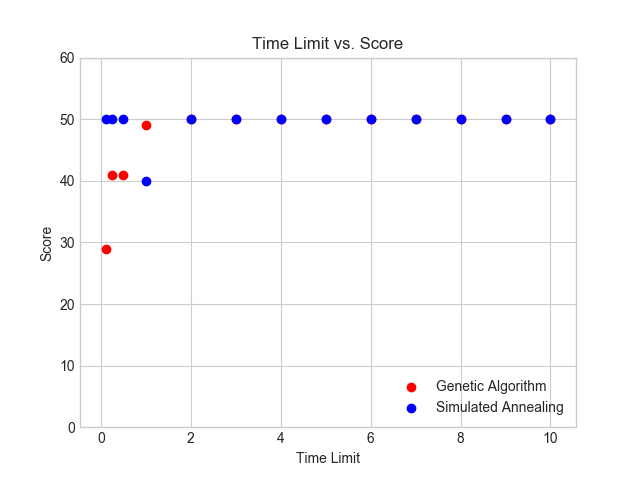 Time Limit vs. Score
60
50
40
30
20
10
0
Score
0 2 4 6 8 10
Time Limit
Genetic Algorithm
Simulated Annealing